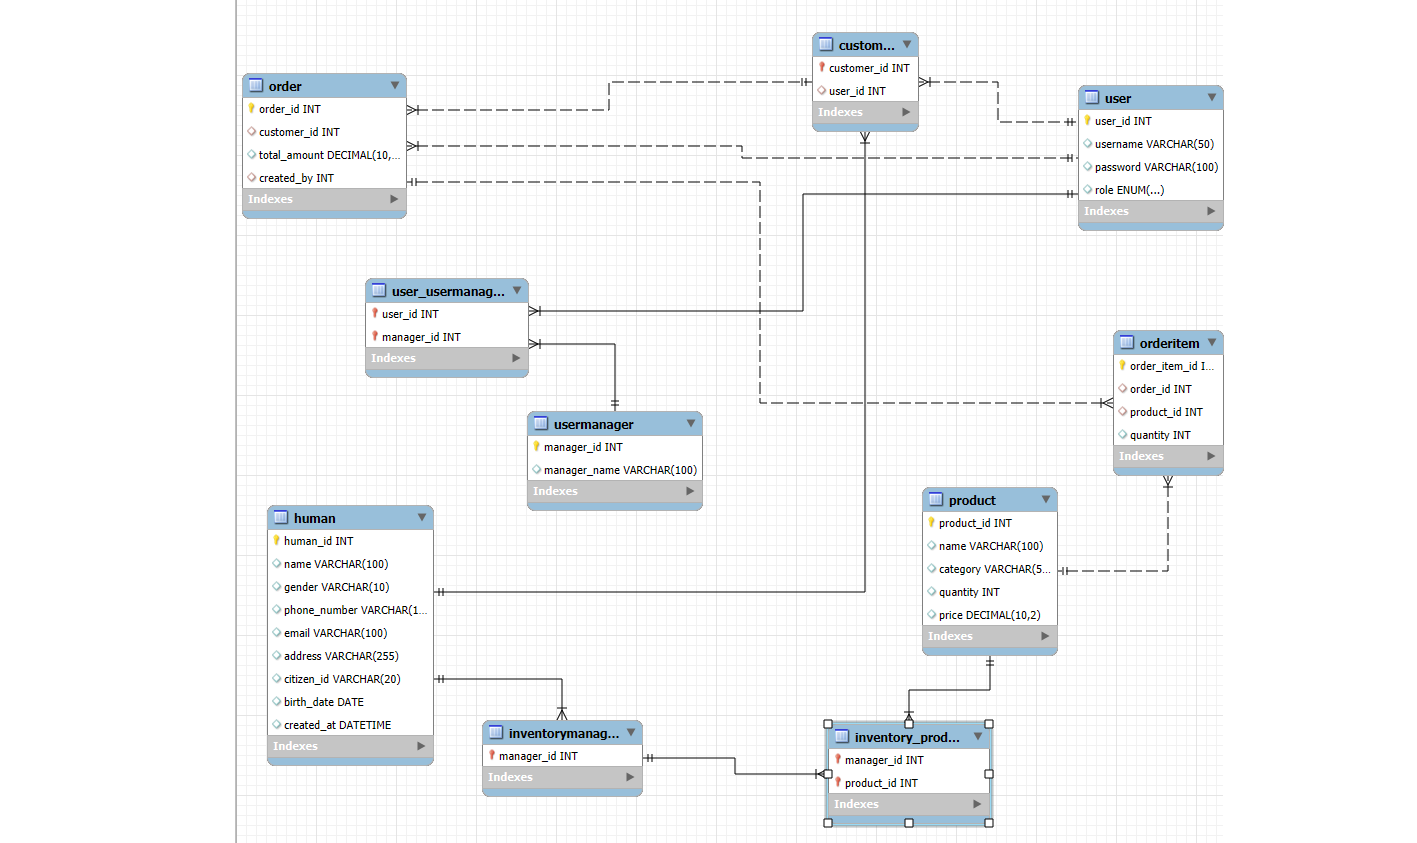 order
order_id INT
customer_id INT
total_amount DECIMAL(10,...
created_by INT
Indexes
custom...
customer_id INT
user_id INT
Indexes
user
user_id INT
username VARCHAR(50)
password VARCHAR(100)
role ENUM(...)
Indexes
user_usermanag...
user_id INT
manager_id INT
Indexes
usermanager
manager_id INT
manager_name VARCHAR(100)
Indexes
orderitem
order_item_id I...
order_id INT
product_id INT
quantity INT
Indexes
human
human_id INT
name VARCHAR(100)
gender VARCHAR(10)
phone_number VARCHAR(1...
email VARCHAR(100)
address VARCHAR(255)
citizen_id VARCHAR(20)
birth_date DATE
created_at DATETIME
Indexes
product
product_id INT
name VARCHAR(100)
category VARCHAR(5...
quantity INT
price DECIMAL(10,2)
Indexes
inventorymanag...
manager_id INT
Indexes
inventory_prod...
manager_id INT
product_id INT
Indexes